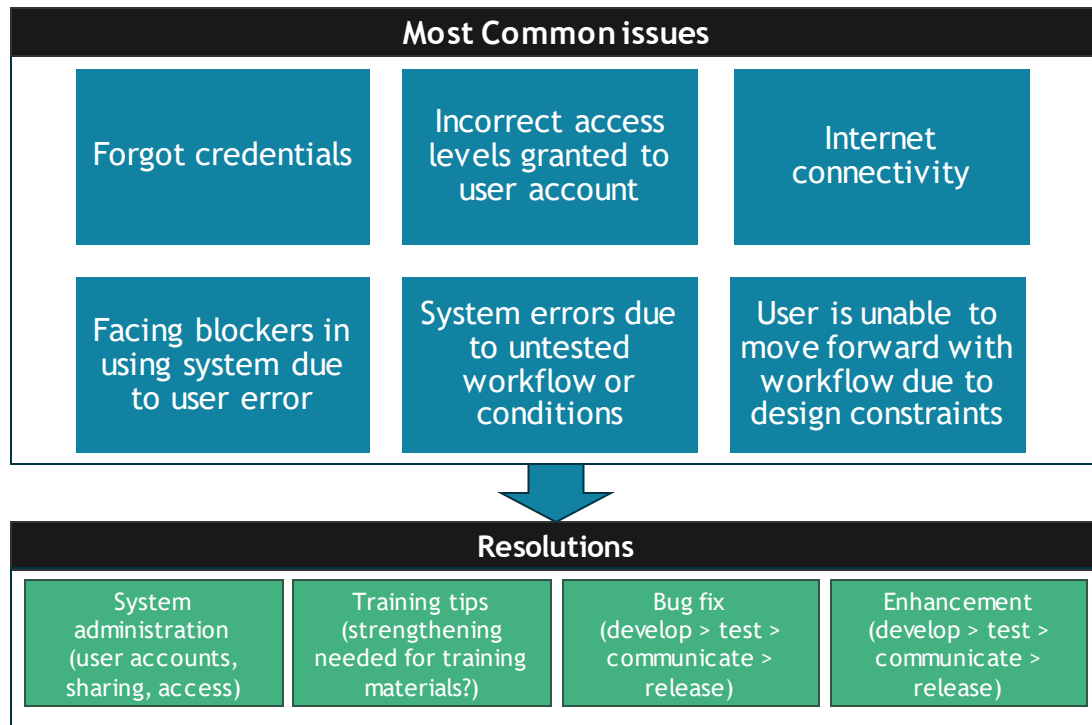 Most Common issues
Forgot credentials
Incorrect access
levels granted to
user account
Internet
connectivity
Facing blockers in
using system due
to user error
System errors due
to untested
workflow or
conditions
User is unable to
move forward with
workflow due to
design constraints
Resolutions
System
administration
(user accounts,
sharing, access)
Training tips
(strengthening
needed for training
materials?)
Bug fix
(develop > test >
communicate >
release)
Enhancement
(develop > test >
communicate >
release)